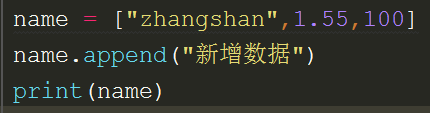 name = ["zhangshan",1.55,100]
name.append("新增数据")
print(name)